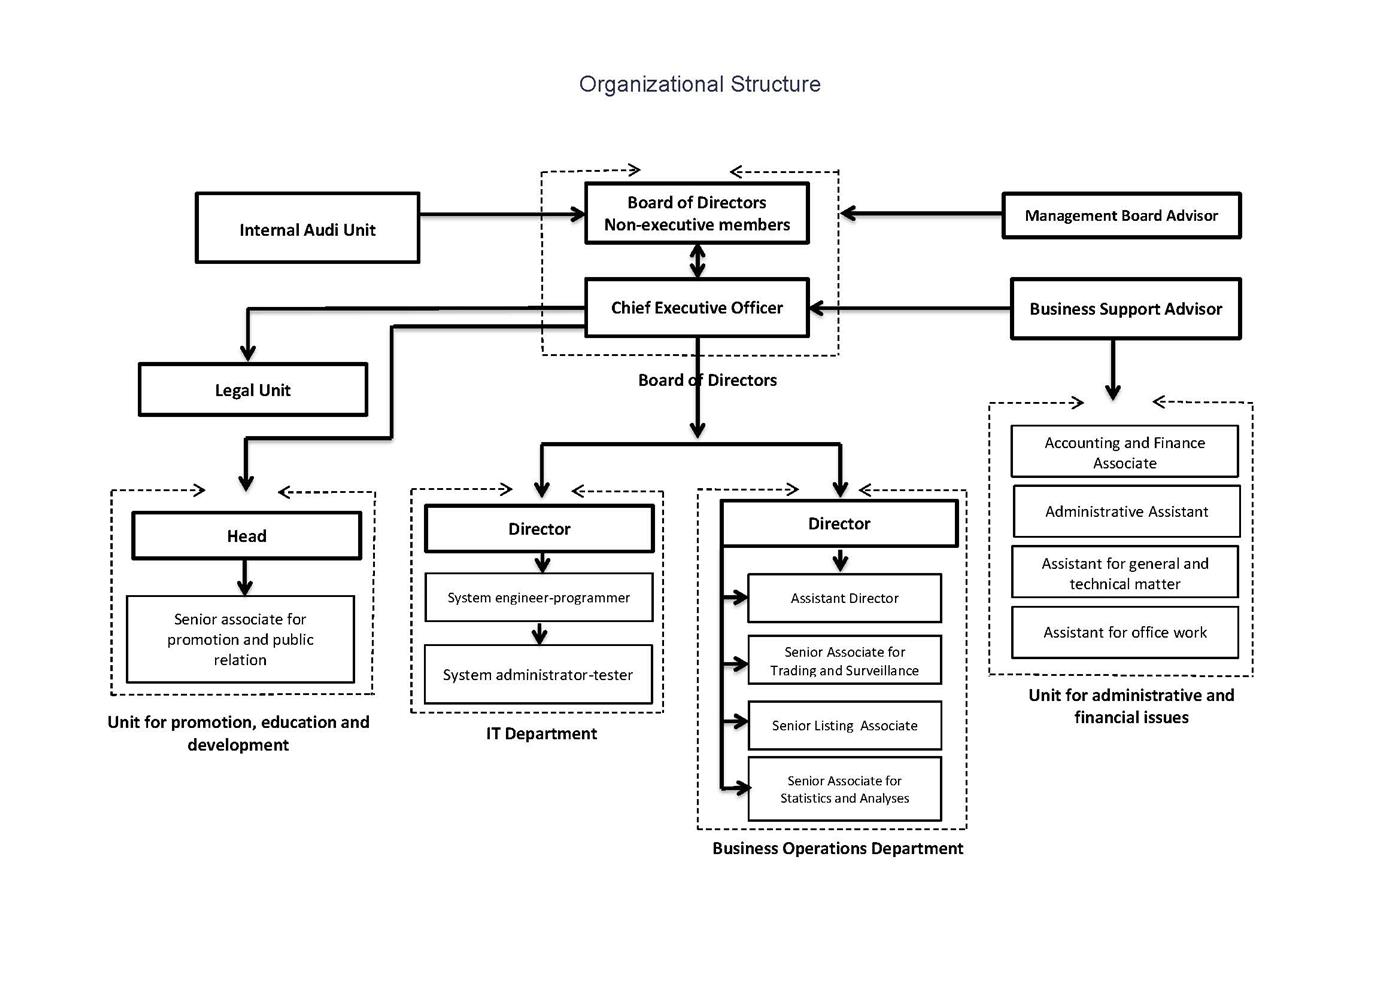 Organizational Structure
Internal Audi Unit
Board of Directors
Non-executive members
Management Board Advisor
Chief Executive Officer
Business Support Advisor
Legal Unit
Board of Directors
Head
Senior associate for
promotion and public
relation
Unit for promotion, education and
development
Director
System engineer-programmer
System administrator-tester
IT Department
Director
Assistant Director
Senior Associate for
Trading and Surveillance
Senior Listing Associate
Senior Associate for
Statistics and Analyses
Business Operations Department
Accounting and Finance
Associate
Administrative Assistant
Assistant for general and
technical matter
Assistant for office work
Unit for administrative and
financial issues